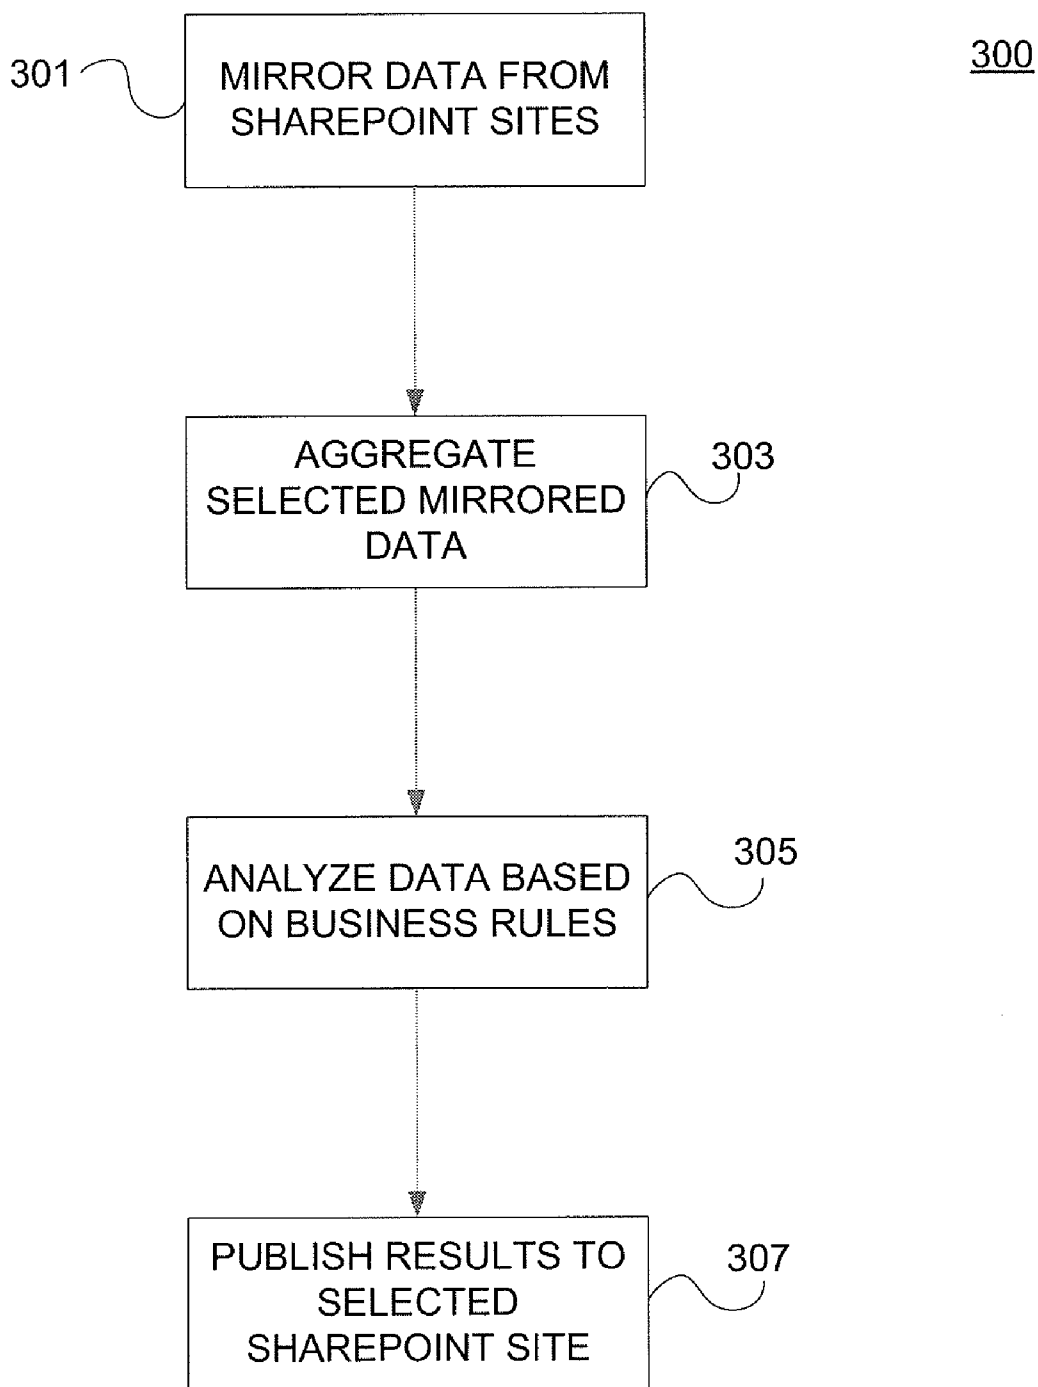 300
301
MIRROR DATA FROM
SHAREPOINT SITES
AGGREGATE
SELECTED MIRRORED
DATA
303
ANALYZE DATA BASED
ON BUSINESS RULES
305
PUBLISH RESULTS TO
SELECTED
SHAREPOINT SITE
307